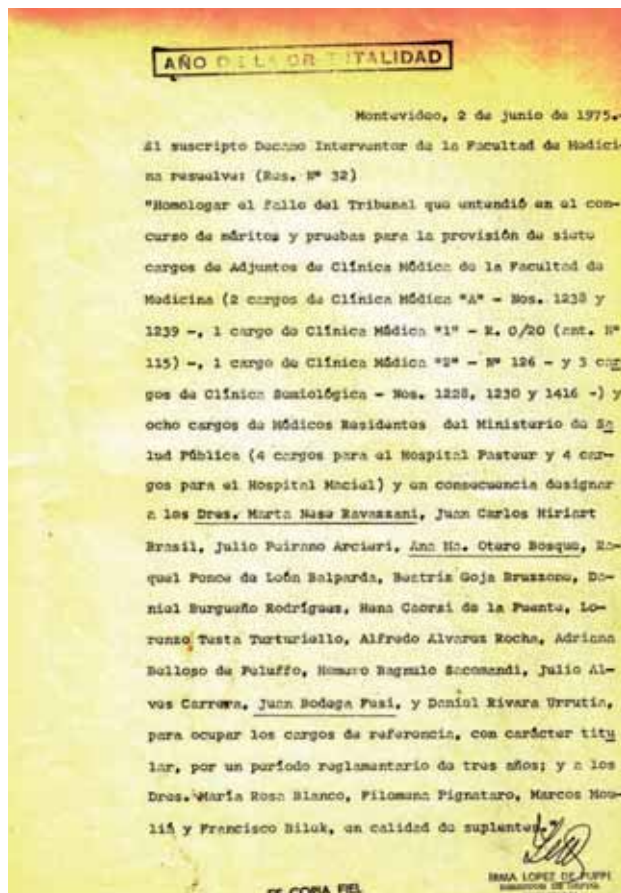 AÑO DE LA ORIENTALIDAD
Montevideo, 2 de junio de 1975.-
El suscripto Decano Interventor de la Facultad de Medici-
na resuelve: (Res. Nº 32)
"Homologar el fallo del Tribunal que entendió en el con-
curso de méritos y pruebas para la provisión de siete
cargos de Adjuntos de Clínica Médica de la Facultad de
Medicina (2 cargos de Clínica Médica "A" - Nos. 1238 y
1239 -, 1 cargo de Clínica Médica "1" - R. 0/20 (ant. Nº
115) -, 1 cargo de Clínica Médica "2" - Nº 126 - y 3 car
gos de Clínica Semiológica - Nos. 1228, 1230 y 1416 -) y
ocho cargos de Médicos Residentes del Ministerio de Sa
lud Pública (4 cargos para el Hospital Pasteur y 4 car-
gos para el Hospital Maciel) y en consecuencia designar
a los Dres. Marta Nese Ravazzani, Juan Carlos Hiriart
Brasil, Julio Peirano Arcieri, Ana Ma. Otero Bosque, Ra-
quel Ponce de León Balparda, Beatriz Goja Bruzzone, Da-
niel Burgueño Rodríguez, Hena Caorsi de la Puente, Lo-
renzo Testa Turturiello, Alfredo Alvarez Rocha, Adriana
Belloso de Peluffo, Homero Bagnulo Sacomandi, Julio Al-
ves Carrera, Juan Bodega Fusi, y Daniel Rivara Urrutia,
para ocupar los cargos de referencia, con carácter titu
lar, por un período reglamentario de tres años; y a los
Dres. María Rosa Blanco, Filomena Pignataro, Marcos Mou-
liá y Francisco Bilek, en calidad de suplentes."
IRMA LOPEZ DE PUPPI
ES COPIA FIEL